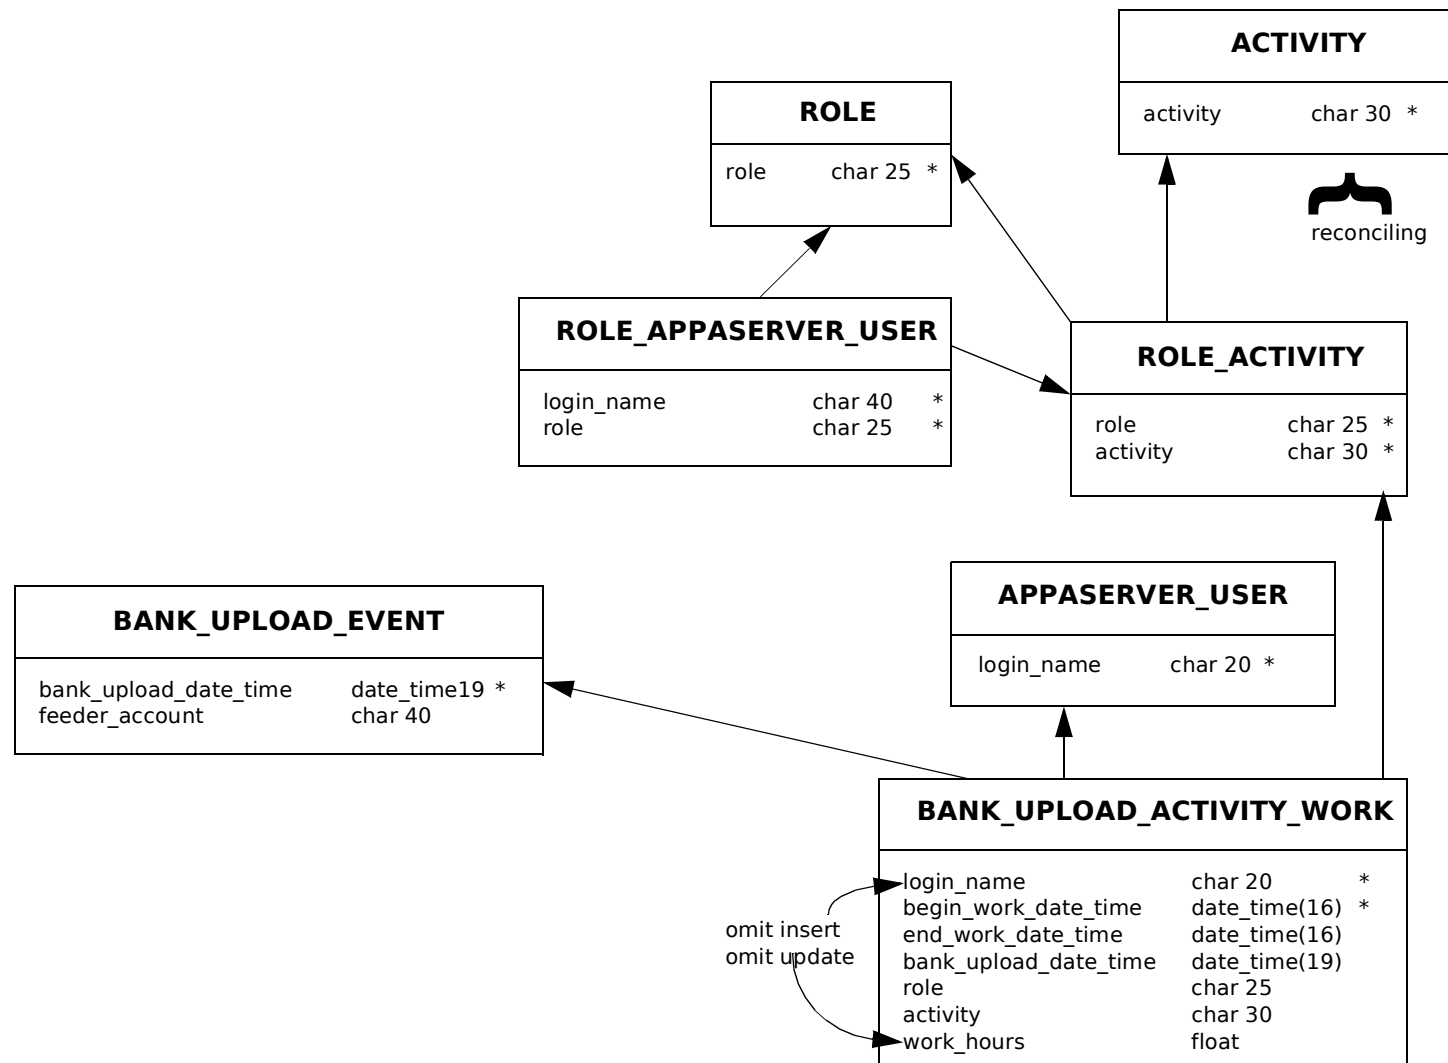 ACTIVITY
activity char 30 *
reconciling
ROLE
role char 25 *
ROLE_APPASERVER_USER
login_name char 40 *
role char 25 *
ROLE_ACTIVITY
role char 25 *
activity char 30 *
APPASERVER_USER
login_name char 20 *
BANK_UPLOAD_EVENT
bank_upload_date_time date_time19 *
feeder_account char 40
BANK_UPLOAD_ACTIVITY_WORK
login_name char 20 *
begin_work_date_time date_time(16) *
end_work_date_time date_time(16)
bank_upload_date_time date_time(19)
role char 25
activity char 30
work_hours float
omit insert
omit update